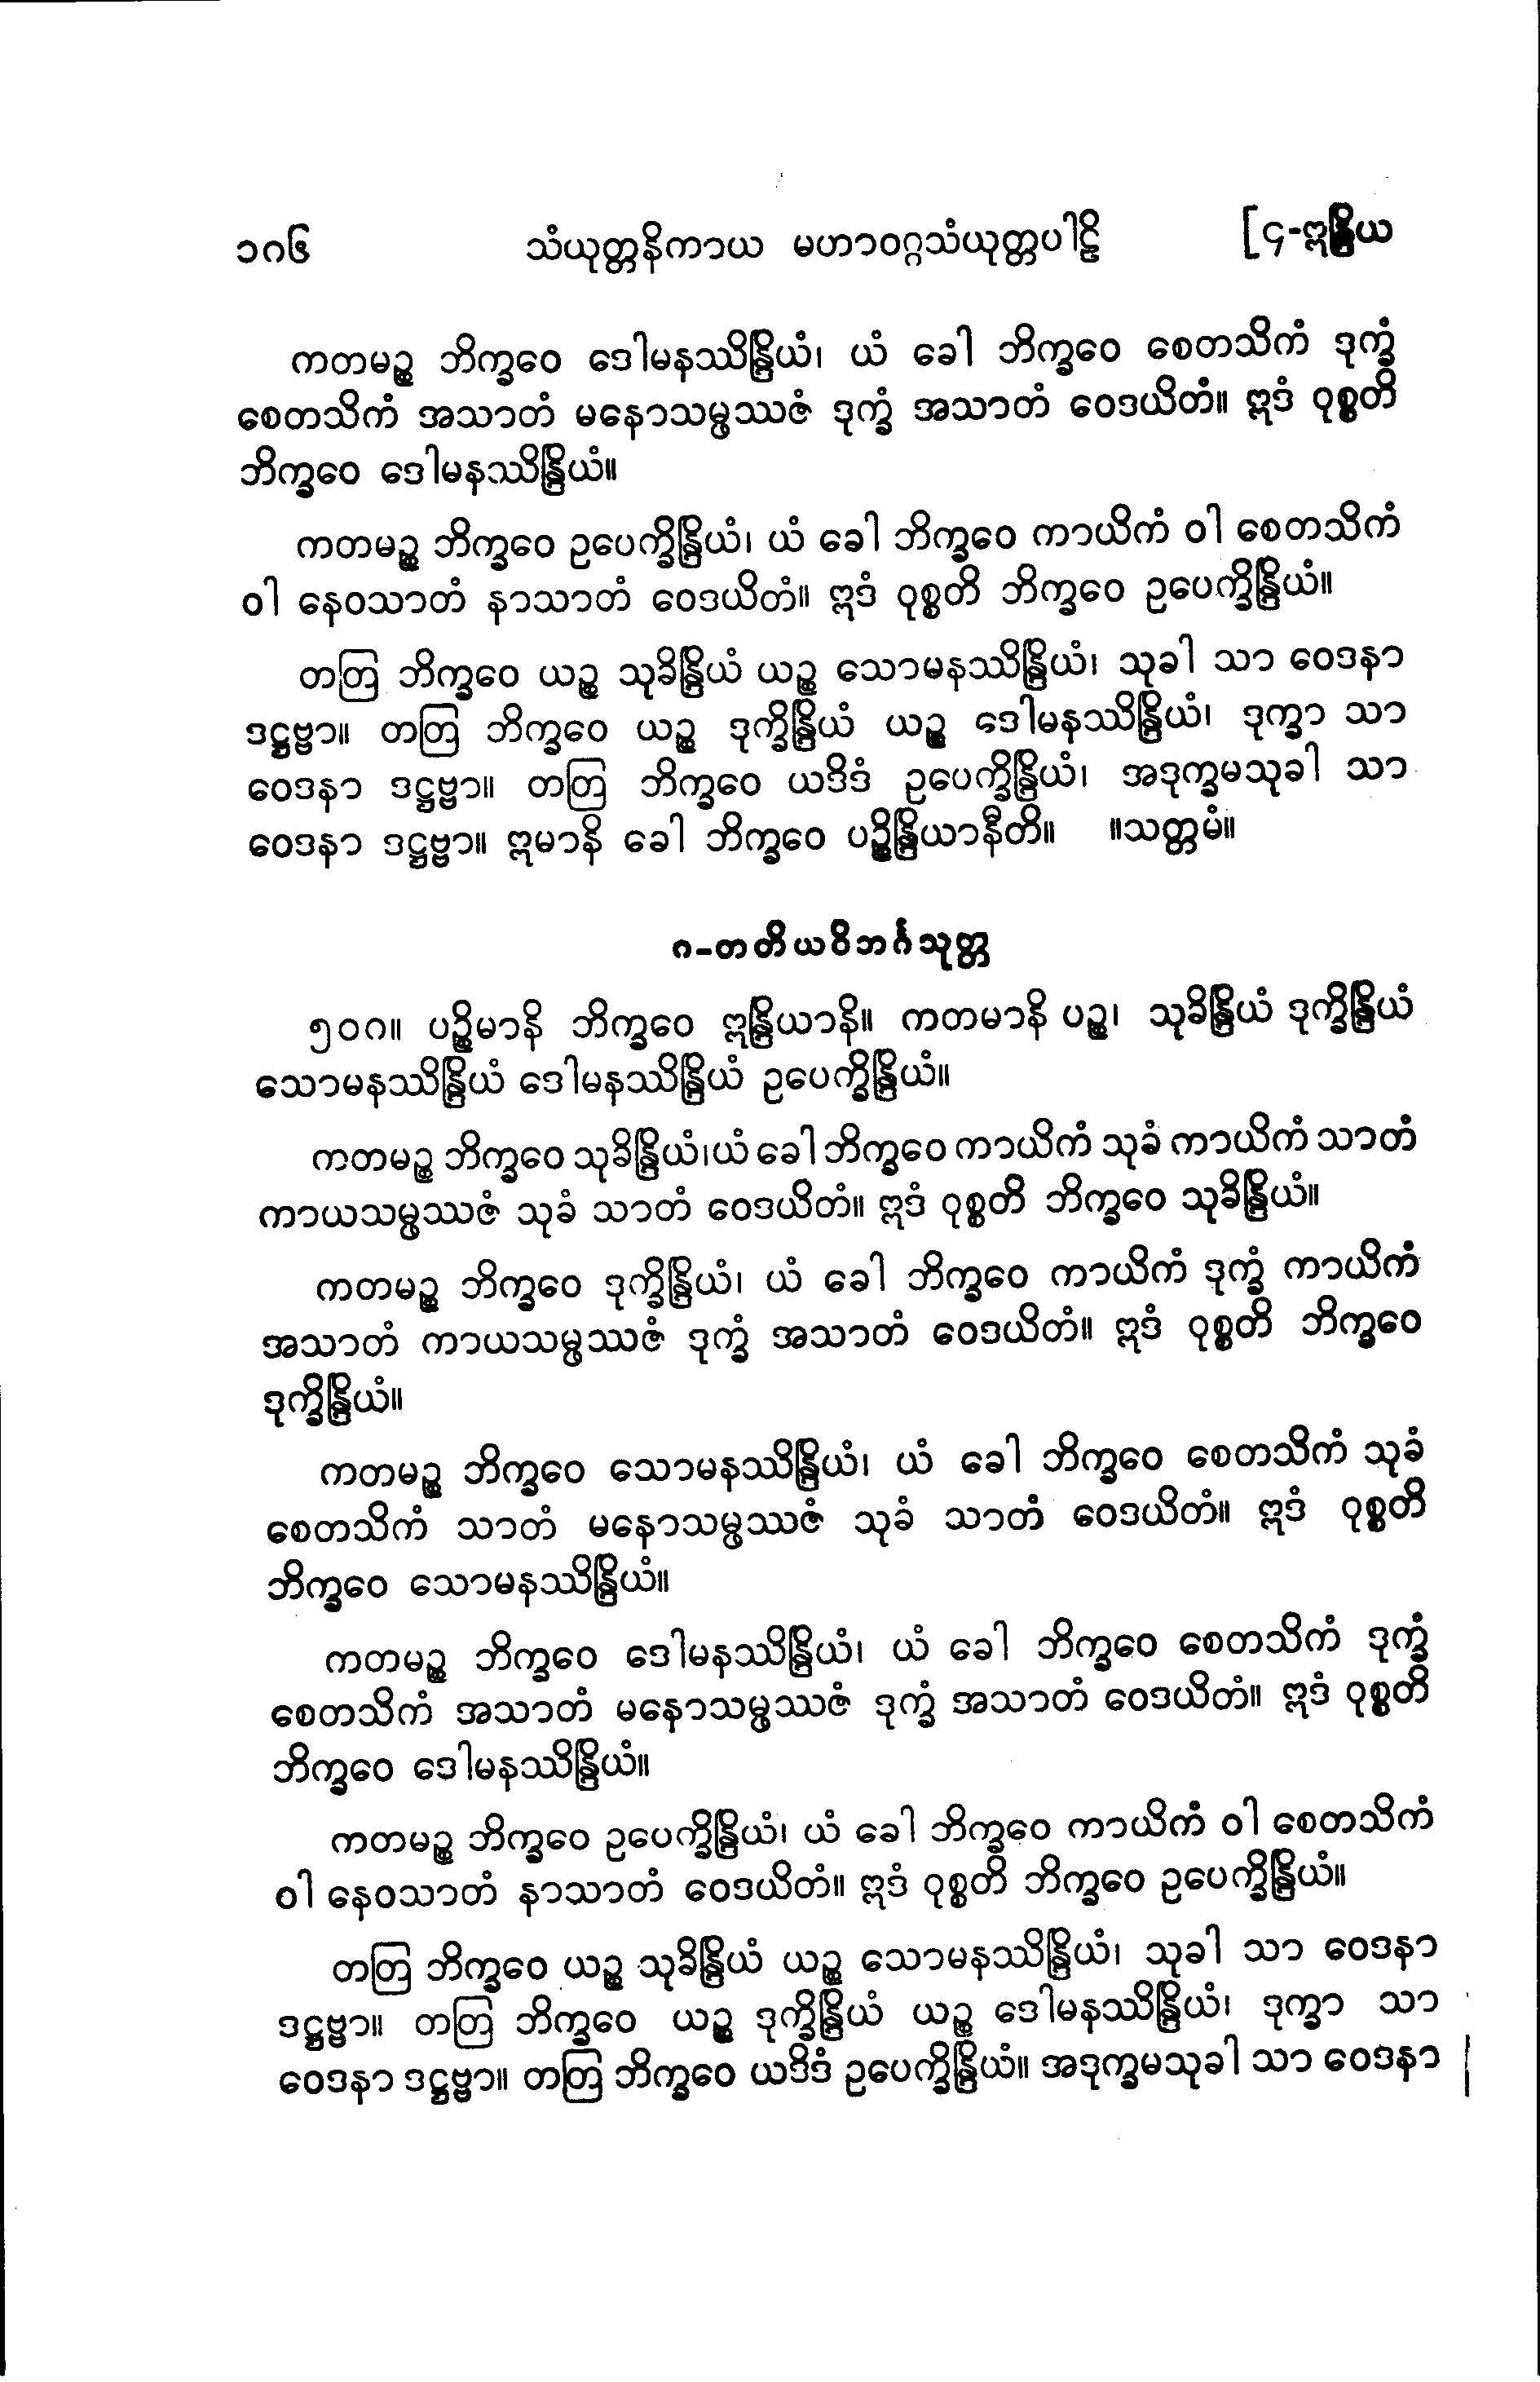 ၁၈၆ သံယုတ္တနိကာယ မဟာဝဂ္ဂသံယုတ္တပါဠိ [၄-ဣန္ဒြိယ
ကတမဉ္စ ဘိက္ခဝေ ဒေါမနဿိန္ဒြိယံ၊ ယံ ခေါ ဘိက္ခဝေ စေတသိကံ ဒုက္ခံ
စေတသိကံ အသာတံ မနောသမ္ဖဿဇံ ဒုက္ခံ အသာတံ ဝေဒယိတံ။ ဣဒံ ဝုစ္စတိ
ဘိက္ခဝေ ဒေါမနဿိန္ဒြိယံ။
ကတမဉ္စ ဘိက္ခဝေ ဥပေက္ခိန္ဒြိယံ၊ ယံ ခေါ ဘိက္ခဝေ ကာယိကံ ဝါ စေတသိကံ
ဝါ နေဝသာတံ နာသာတံ ဝေဒယိတံ။ ဣဒံ ဝုစ္စတိ ဘိက္ခဝေ ဥပေက္ခိန္ဒြိယံ။
တတြ ဘိက္ခဝေ ယဉ္စ သုခိန္ဒြိယံ ယဉ္စ သောမနဿိန္ဒြိယံ၊ သုခါ သာ ဝေဒနာ
ဒဋ္ဌဗ္ဗာ။ တတြ ဘိက္ခဝေ ယဉ္စ ဒုက္ခိန္ဒြိယံ ယဉ္စ ဒေါမနဿိန္ဒြိယံ၊ ဒုက္ခာ သာ
ဝေဒနာ ဒဋ္ဌဗ္ဗာ။ တတြ ဘိက္ခဝေ ယဒိဒံ ဥပေက္ခိန္ဒြိယံ၊ အဒုက္ခမသုခါ သာ
ဝေဒနာ ဒဋ္ဌဗ္ဗာ။ ဣမာနိ ခေါ ဘိက္ခဝေ ပဉ္စိန္ဒြိယာနီတိ။ ။သတ္တမံ။
၈-တတိယဝိဘင်္ဂသုတ္တ
၅၀၈။ ပဉ္စိမာနိ ဘိက္ခဝေ ဣန္ဒြိယာနိ။ ကတမာနိ ပဉ္စ၊ သုခိန္ဒြိယံ ဒုက္ခိန္ဒြိယံ
သောမနဿိန္ဒြိယံ ဒေါမနဿိန္ဒြိယံ ဥပေက္ခိန္ဒြိယံ။
ကတမဉ္စ ဘိက္ခဝေ သုခိန္ဒြိယံ၊ယံ ခေါ ဘိက္ခဝေ ကာယိကံ သုခံ ကာယိကံ သာတံ
ကာယသမ္ဖဿဇံ သုခံ သာတံ ဝေဒယိတံ။ ဣဒံ ဝုစ္စတိ ဘိက္ခဝေ သုခိန္ဒြိယံ။
ကတမဉ္စ ဘိက္ခဝေ ဒုက္ခိန္ဒြိယံ၊ ယံ ခေါ ဘိက္ခဝေ ကာယိကံ ဒုက္ခံ ကာယိကံ
အသာတံ ကာယသမ္ဖဿဇံ ဒုက္ခံ အသာတံ ဝေဒယိတံ။ ဣဒံ ဝုစ္စတိ ဘိက္ခဝေ
ဒုက္ခိန္ဒြိယံ။
ကတမဉ္စ ဘိက္ခဝေ သောမနဿိန္ဒြိယံ၊ ယံ ခေါ ဘိက္ခဝေ စေတသိကံ သုခံ
စေတသိကံ သာတံ မနောသမ္ဖဿဇံ သုခံ သာတံ ဝေဒယိတံ။ ဣဒံ ဝုစ္စတိ
ဘိက္ခဝေ သောမနဿိန္ဒြိယံ။
ကတမဉ္စ ဘိက္ခဝေ ဒေါမနဿိန္ဒြိယံ၊ ယံ ခေါ ဘိက္ခဝေ စေတသိကံ ဒုက္ခံ
စေတသိကံ အသာတံ မနောသမ္ဖဿဇံ ဒုက္ခံ အသာတံ ဝေဒယိတံ။ ဣဒံ ဝုစ္စတိ
ဘိက္ခဝေ ဒေါမနဿိန္ဒြိယံ။
ကတမဉ္စ ဘိက္ခဝေ ဥပေက္ခိန္ဒြိယံ၊ ယံ ခေါ ဘိက္ခဝေ ကာယိကံ ဝါ စေတသိကံ
ဝါ နေဝသာတံ နာသာတံ ဝေဒယိတံ။ ဣဒံ ဝုစ္စတိ ဘိက္ခဝေ ဥပေက္ခိန္ဒြိယံ။
တတြ ဘိက္ခဝေ ယဉ္စ သုခိန္ဒြိယံ ယဉ္စ သောမနဿိန္ဒြိယံ၊ သုခါ သာ ဝေဒနာ
ဒဋ္ဌဗ္ဗာ။ တတြ ဘိက္ခဝေ ယဉ္စ ဒုက္ခိန္ဒြိယံ ယဉ္စ ဒေါမနဿိန္ဒြိယံ၊ ဒုက္ခာ သာ
ဝေဒနာ ဒဋ္ဌဗ္ဗာ။ တတြ ဘိက္ခဝေ ယဒိဒံ ဥပေက္ခိန္ဒြိယံ။ အဒုက္ခမသုခါ သာ ဝေဒနာ